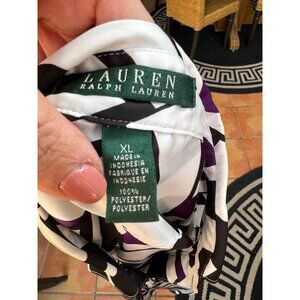 LAUREN
RALPH LAUREN
XL
MADE IN
INDONESIA
FABRIQUE EN
INDONESIE
100%
POLYESTER/
POLYESTER